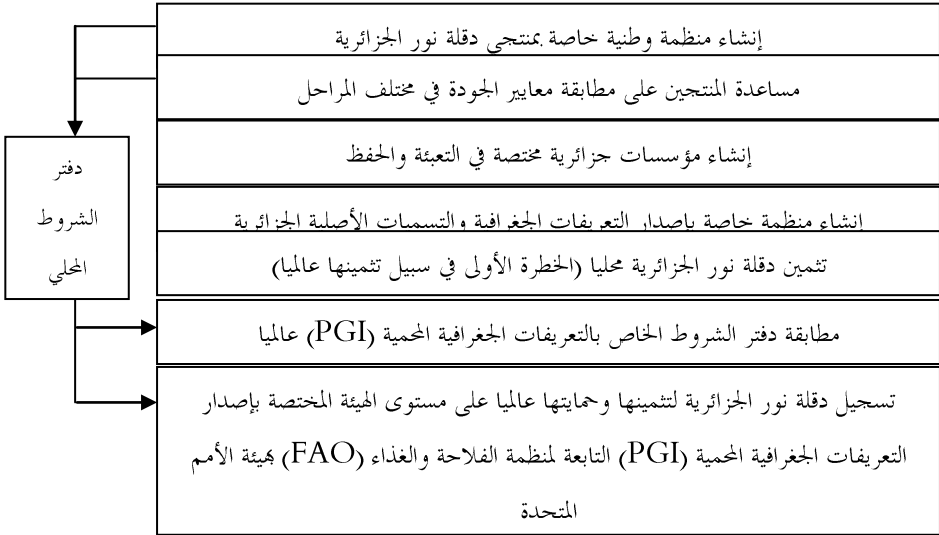 إنشاء منظمة وطنية خاصة بمنتجي دقلة نور الجزائرية
مساعدة المنتجين على مطابقة معايير الجودة في مختلف المراحل
إنشاء مؤسسات جزائرية مختصة في التعبئة والحفظ
إنشاء منظمة خاصة بإصدار التعريفات الجغرافية والتسميات الأصلية الجزائرية
تثمين دقلة نور الجزائرية محليا (الخطرة الأولى في سبيل تثمينها عالميا)
دفتر
الشروط
المحلي
مطابقة دفتر الشروط الخاص بالتعريفات الجغرافية المحمية (PGI) عالميا
تسجيل دقلة نور الجزائرية لتثمينها وحمايتها عالميا على مستوى الهيئة المختصة بإصدار
التعريفات الجغرافية المحمية (PGI) التابعة لمنظمة الفلاحة والغذاء (FAO) بهيئة الأمم
المتحدة